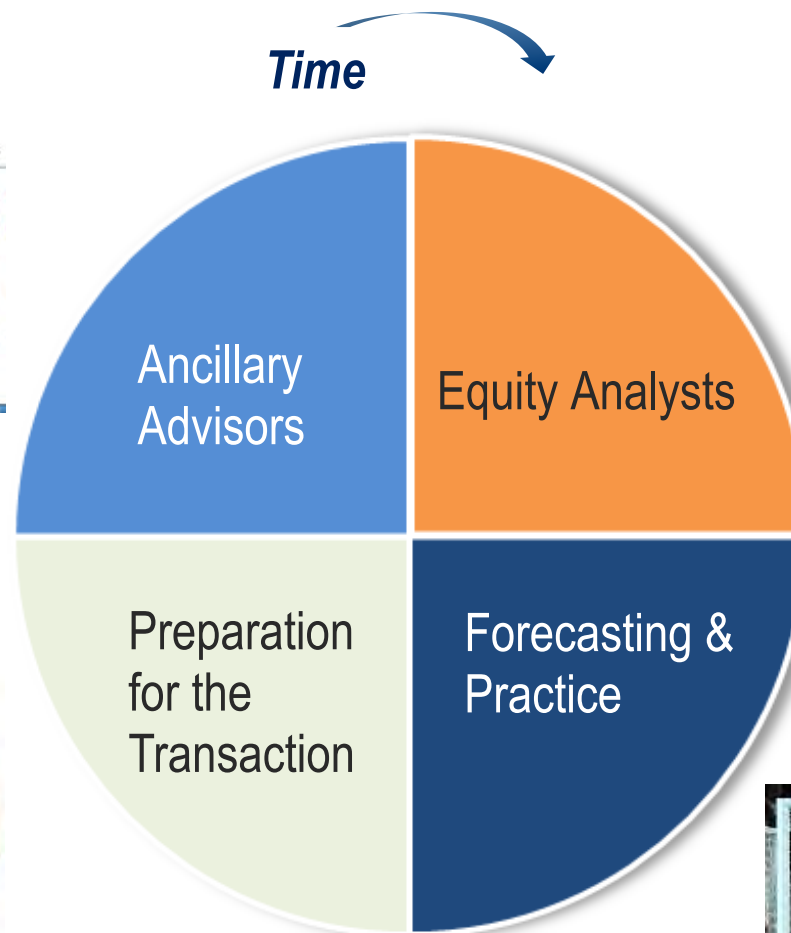 Time
Ancillary
Advisors
Equity Analysts
Preparation
for the
Transaction
Forecasting &
Practice